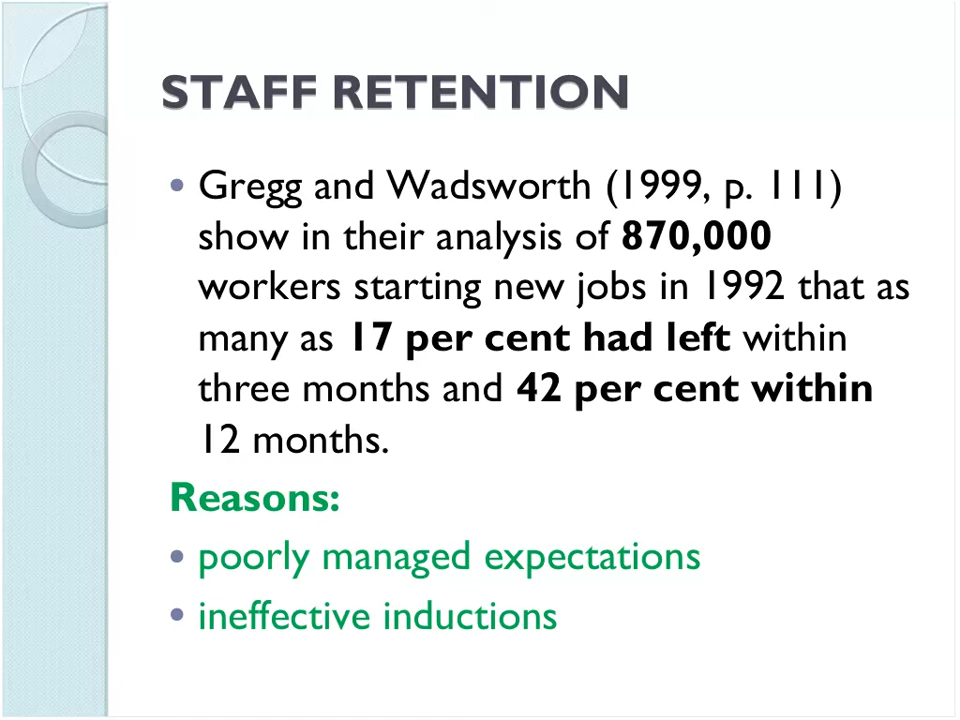 STAFF RETENTION
• Gregg and Wadsworth (1999, p. 111)
show in their analysis of 870,000
workers starting new jobs in 1992 that as
many as 17 per cent had left within
three months and 42 per cent within
12 months.
Reasons:
• poorly managed expectations
• ineffective inductions